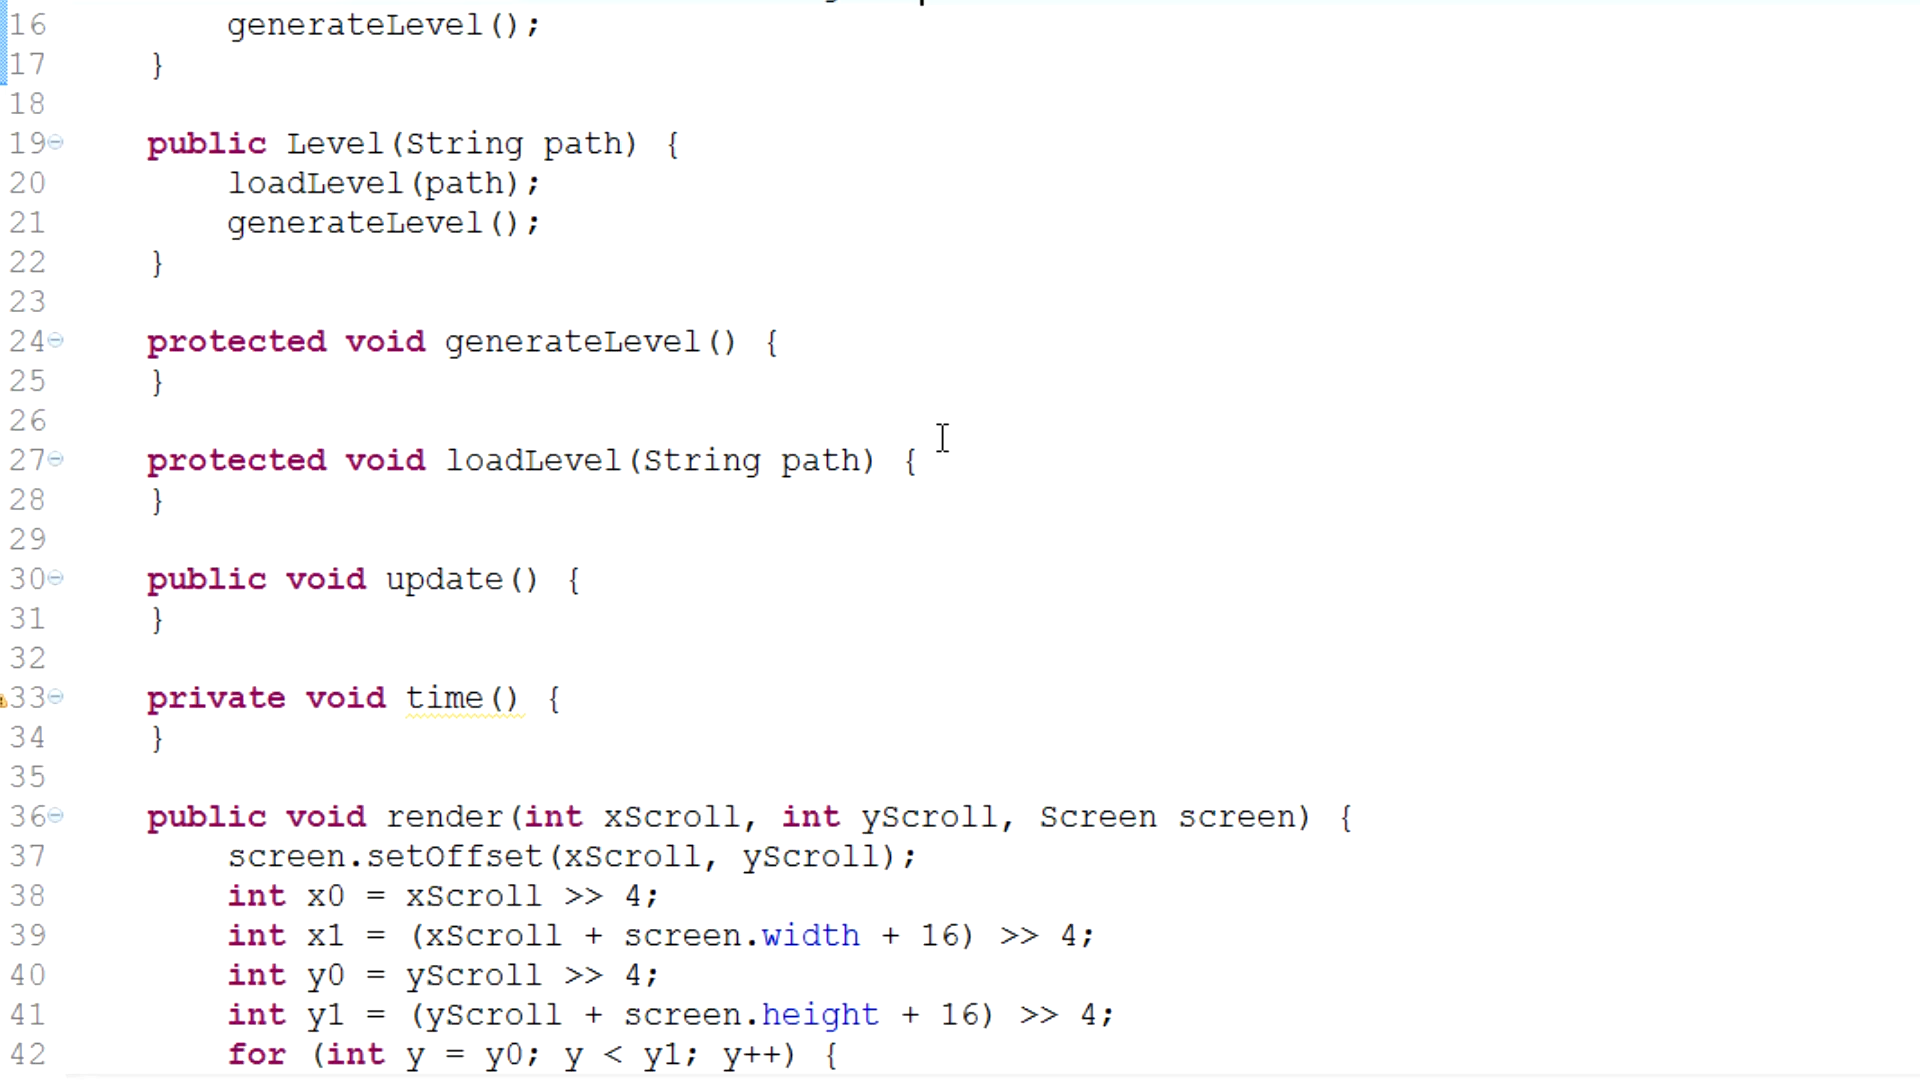 16 generateLevel();
17 }
18
19 public Level(String path) {
20 loadLevel(path);
21 generateLevel();
22 }
23
24 protected void generateLevel() {
25 }
26
27 protected void loadLevel(String path) {
28 }
29
30 public void update() {
31 }
32
33 private void time() {
34 }
35
36 public void render(int xScroll, int yScroll, Screen screen) {
37 screen.setOffset(xScroll, yScroll);
38 int x0 = xScroll >> 4;
39 int x1 = (xScroll + screen.width + 16) >> 4;
40 int y0 = yScroll >> 4;
41 int y1 = (yScroll + screen.height + 16) >> 4;
42 for (int y = y0; y < y1; y++) {